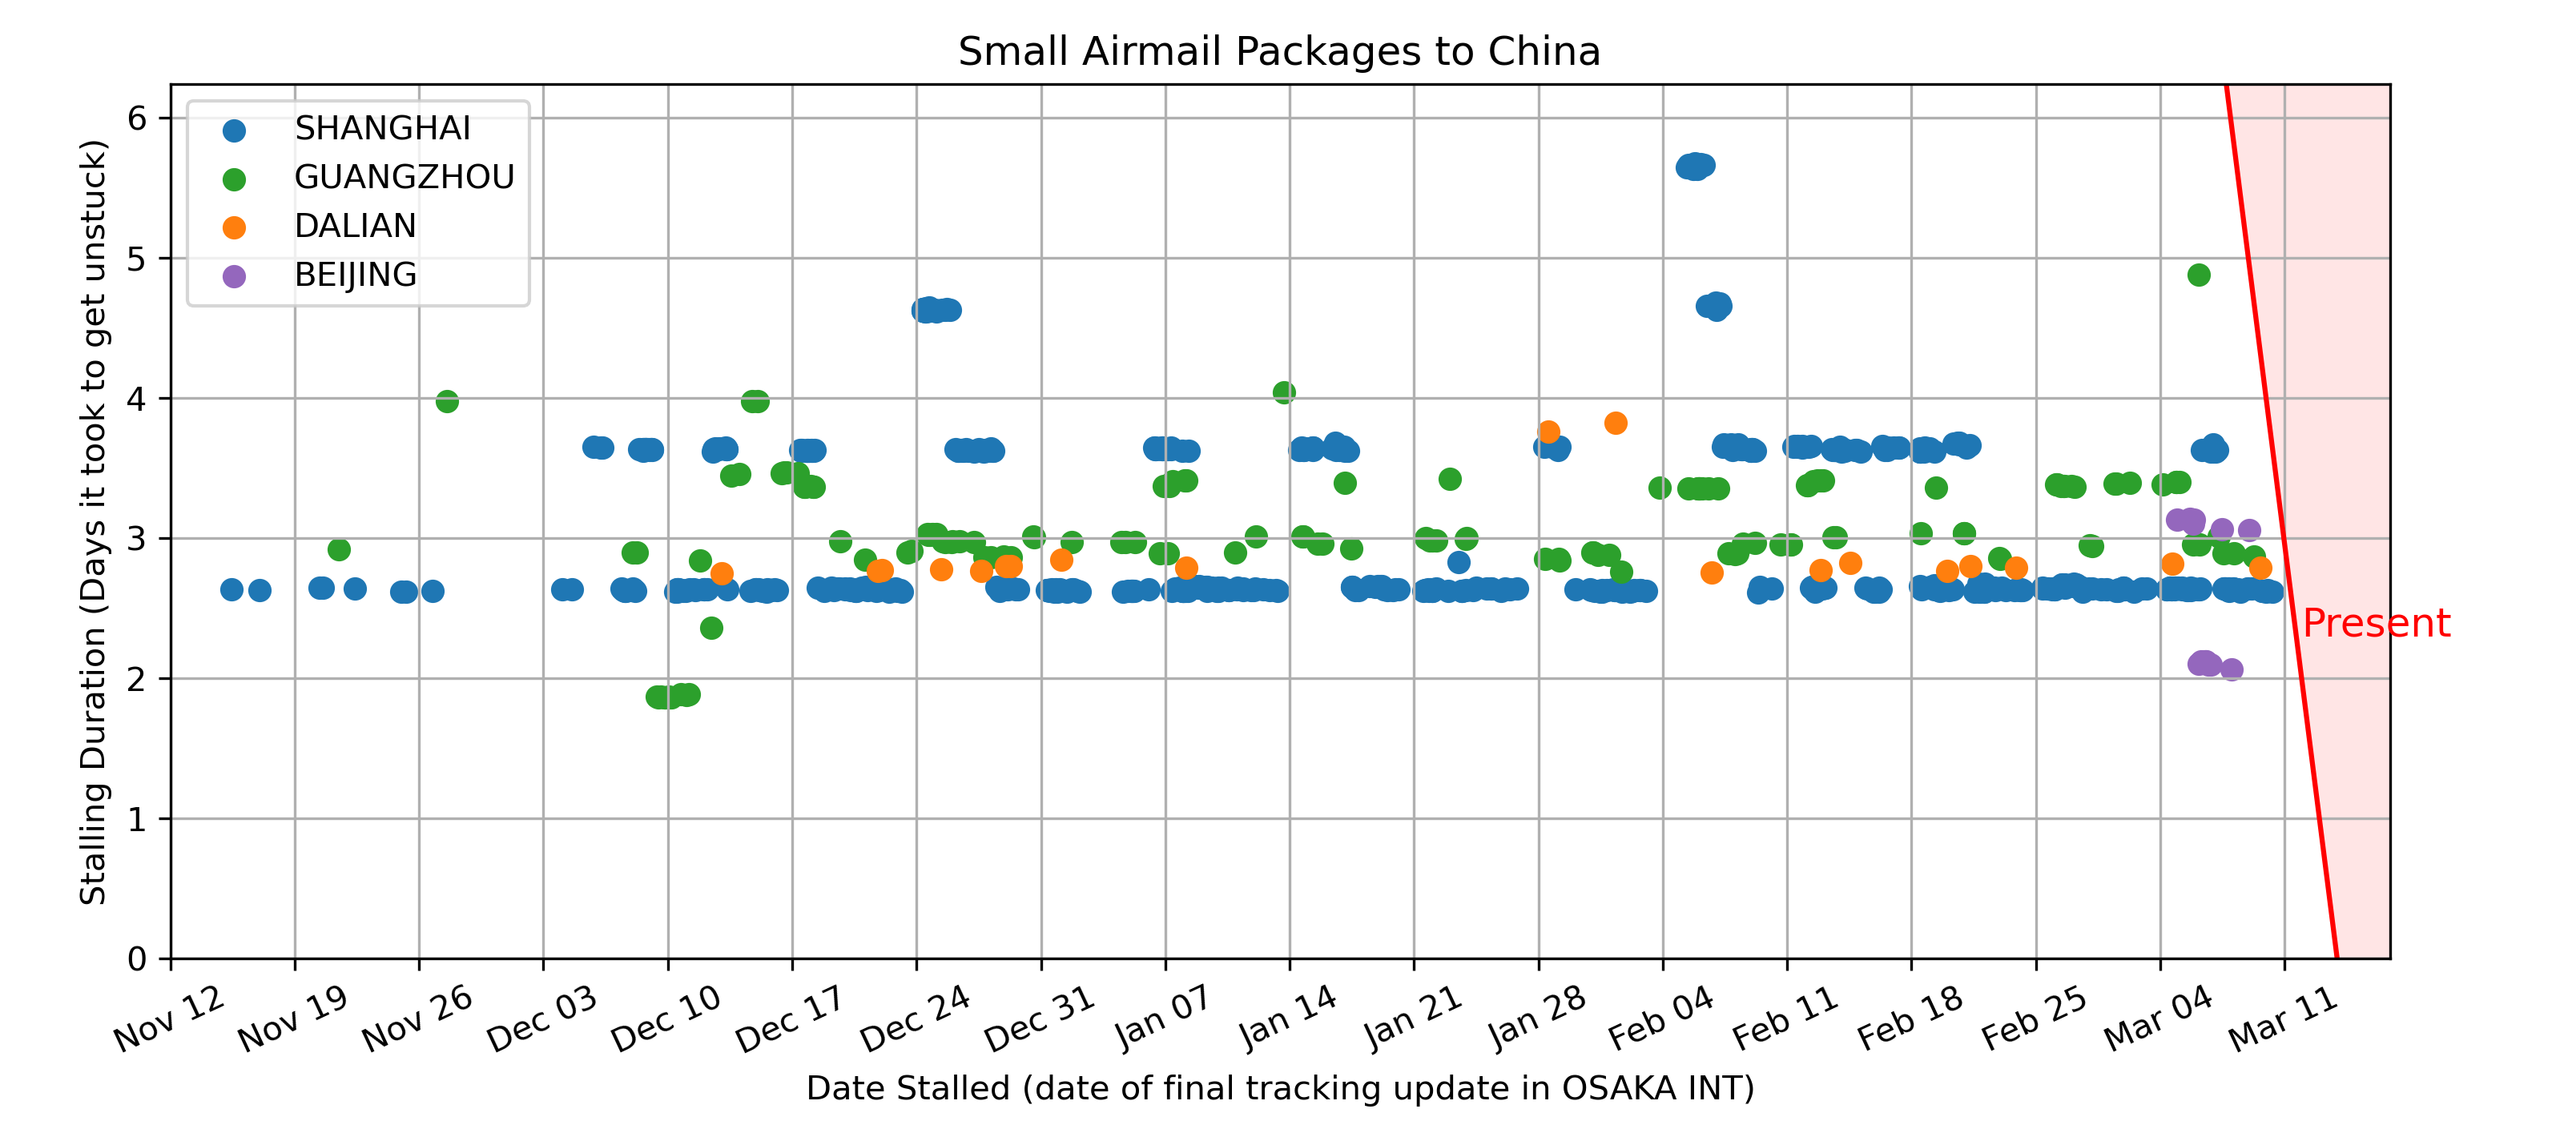 Small Airmail Packages to China
SHANGHAI
GUANGZHOU
DALIAN
BEIJING
Stalling Duration (Days it took to get unstuck)
6
5
4
3
2
1
0
Present
Nov 12
Nov 19
Nov 26
Dec 03
Dec 10
Dec 17
Dec 24
Dec 31
Jan 07
Jan 14
Jan 21
Jan 28
Feb 04
Feb 11
Feb 18
Feb 25
Mar 04
Mar 11
Date Stalled (date of final tracking update in OSAKA INT)